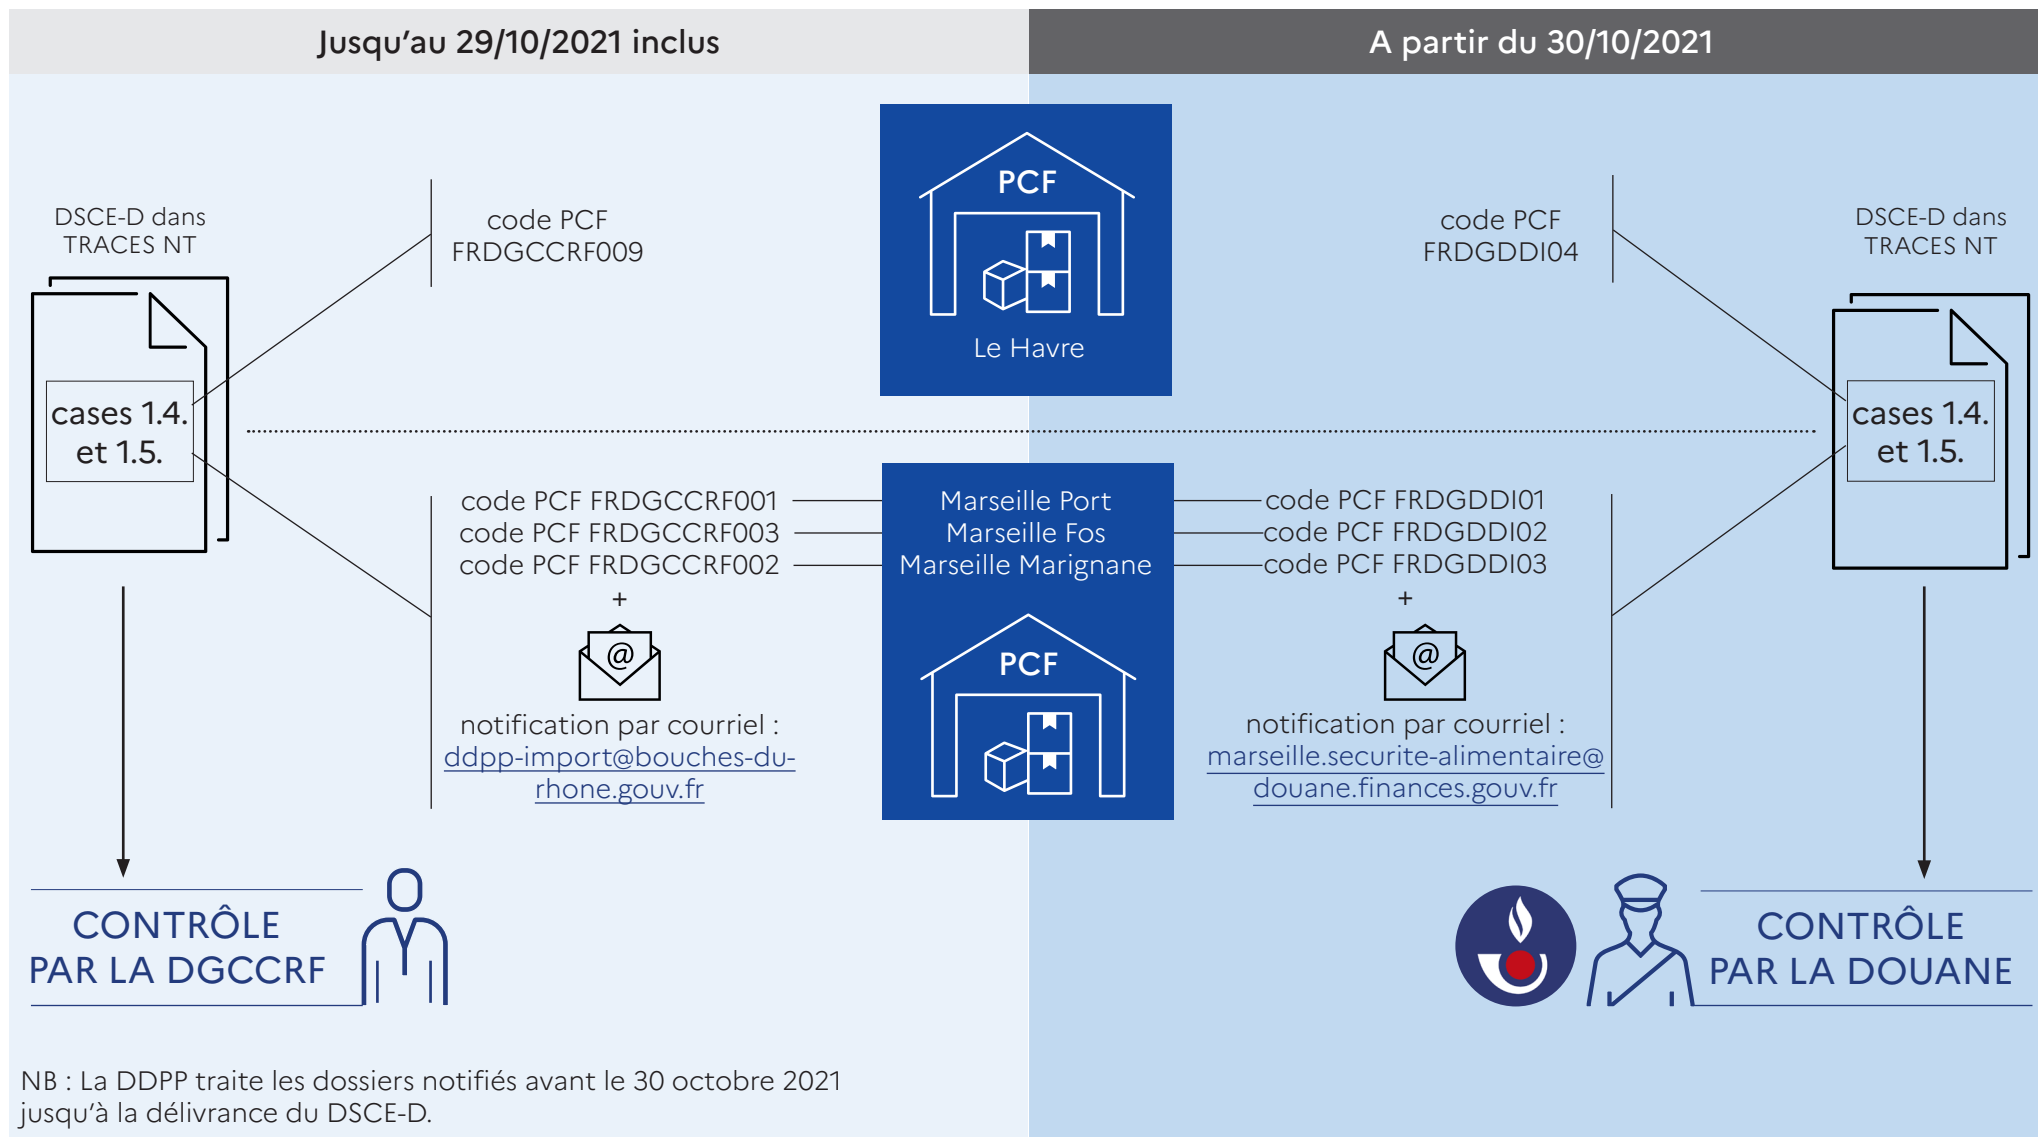 Jusqu'au 29/10/2021 inclus
A partir du 30/10/2021
DSCE-D dans
TRACES NT
cases 1.4.
et 1.5.
code PCF
FRDGCCRF009
PCF
Le Havre
code PCF
FRDGDDI04
DSCE-D dans
TRACES NT
cases 1.4.
et 1.5.
code PCF FRDGCCRF001
code PCF FRDGCCRF003
code PCF FRDGCCRF002
+
@
notification par courriel :
ddpp-import@bouches-du-
rhone.gouv.fr
Marseille Port
Marseille Fos
Marseille Marignane
PCF
code PCF FRDGDDI01
code PCF FRDGDDI02
code PCF FRDGDDI03
+
@
notification par courriel :
marseille.securite-alimentaire@
douane.finances.gouv.fr
CONTRÔLE
PAR LA DGCCRF
CONTRÔLE
PAR LA DOUANE
NB : La DDPP traite les dossiers notifiés avant le 30 octobre 2021
jusqu'à la délivrance du DSCE-D.